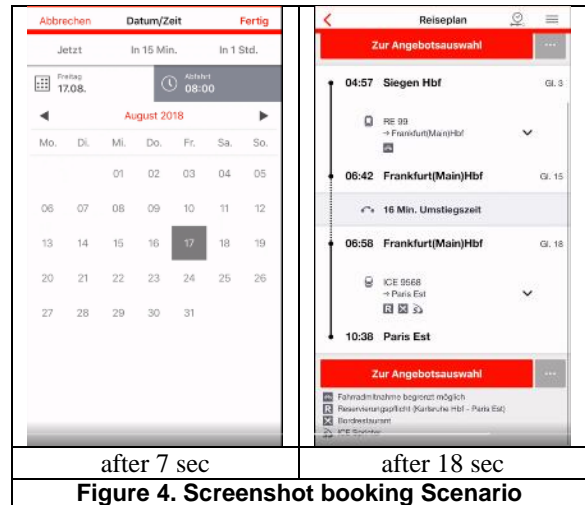 Abbrechen Datum/Zeit Fertig
Jetzt In 15 Min. In 1 Std.
Freitag
17.08.
Abfahrt
08:00
August 2018
Mo. Di. Mi. Do. Fr. Sa. So.
01 02 03 04 05
06 07 08 09 10 11 12
13 14 15 16 17 18 19
20 21 22 23 24 25 26
27 28 29 30 31
after 7 sec
Reiseplan
Zur Angebotsauswahl
04:57 Siegen Hbf Gl. 3
RE 99
→ Frankfurt(Main)Hbf
06:42 Frankfurt(Main)Hbf Gl. 15
16 Min. Umstiegszeit
06:58 Frankfurt(Main)Hbf Gl. 18
ICE 9568
→ Paris Est
R
10:38 Paris Est
Zur Angebotsauswahl
Fahrradmitnahme begrenzt möglich
R Reservierungspflicht (Karlsruhe Hbf - Paris Est)
Bordrestaurant
ICE Sprinter
after 18 sec
Figure 4. Screenshot booking Scenario